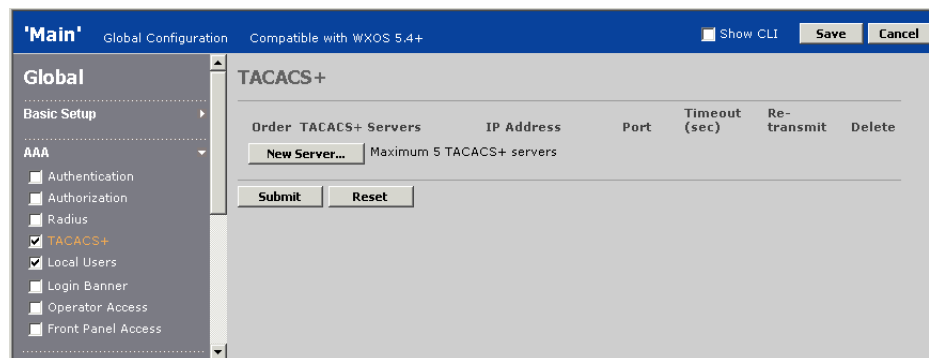 'Main' Global Configuration Compatible with WXOS 5.4+ Show CLI Save Cancel
Global
Basic Setup
AAA
Authentication
Authorization
Radius
TACACS+
Local Users
Login Banner
Operator Access
Front Panel Access
TACACS+
Order TACACS+ Servers IP Address Port Timeout (sec) Re-transmit Delete
New Server... Maximum 5 TACACS+ servers
Submit Reset